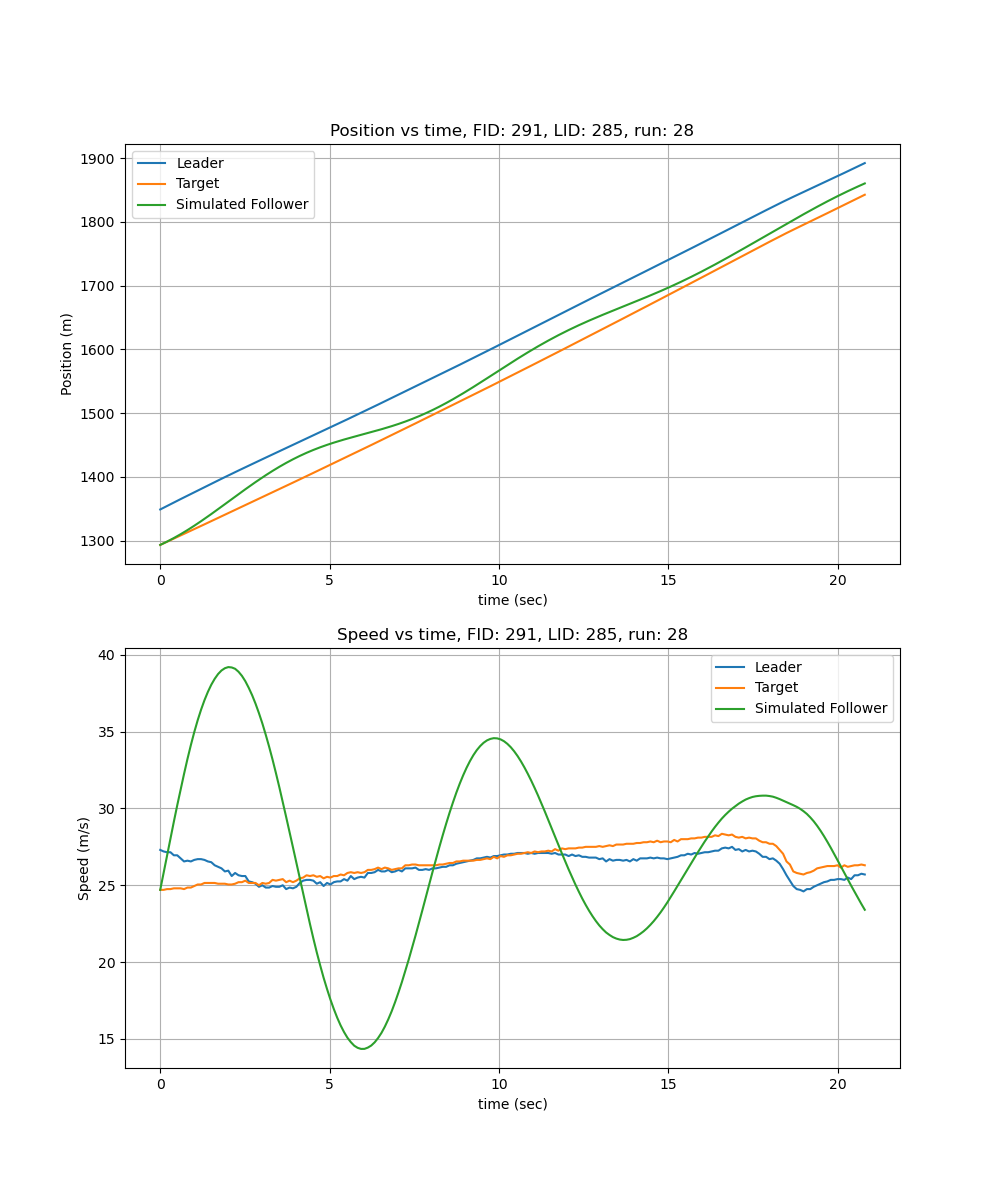 Position vs time, FID: 291, LID: 285, run: 28
Leader
Target
Simulated Follower
1900
1800
1700
1600
1500
1400
1300
Position (m)
0 5 10 15 20
time (sec)
Speed vs time, FID: 291, LID: 285, run: 28
Leader
Target
Simulated Follower
40
35
30
25
20
15
Speed (m/s)
0 5 10 15 20
time (sec)